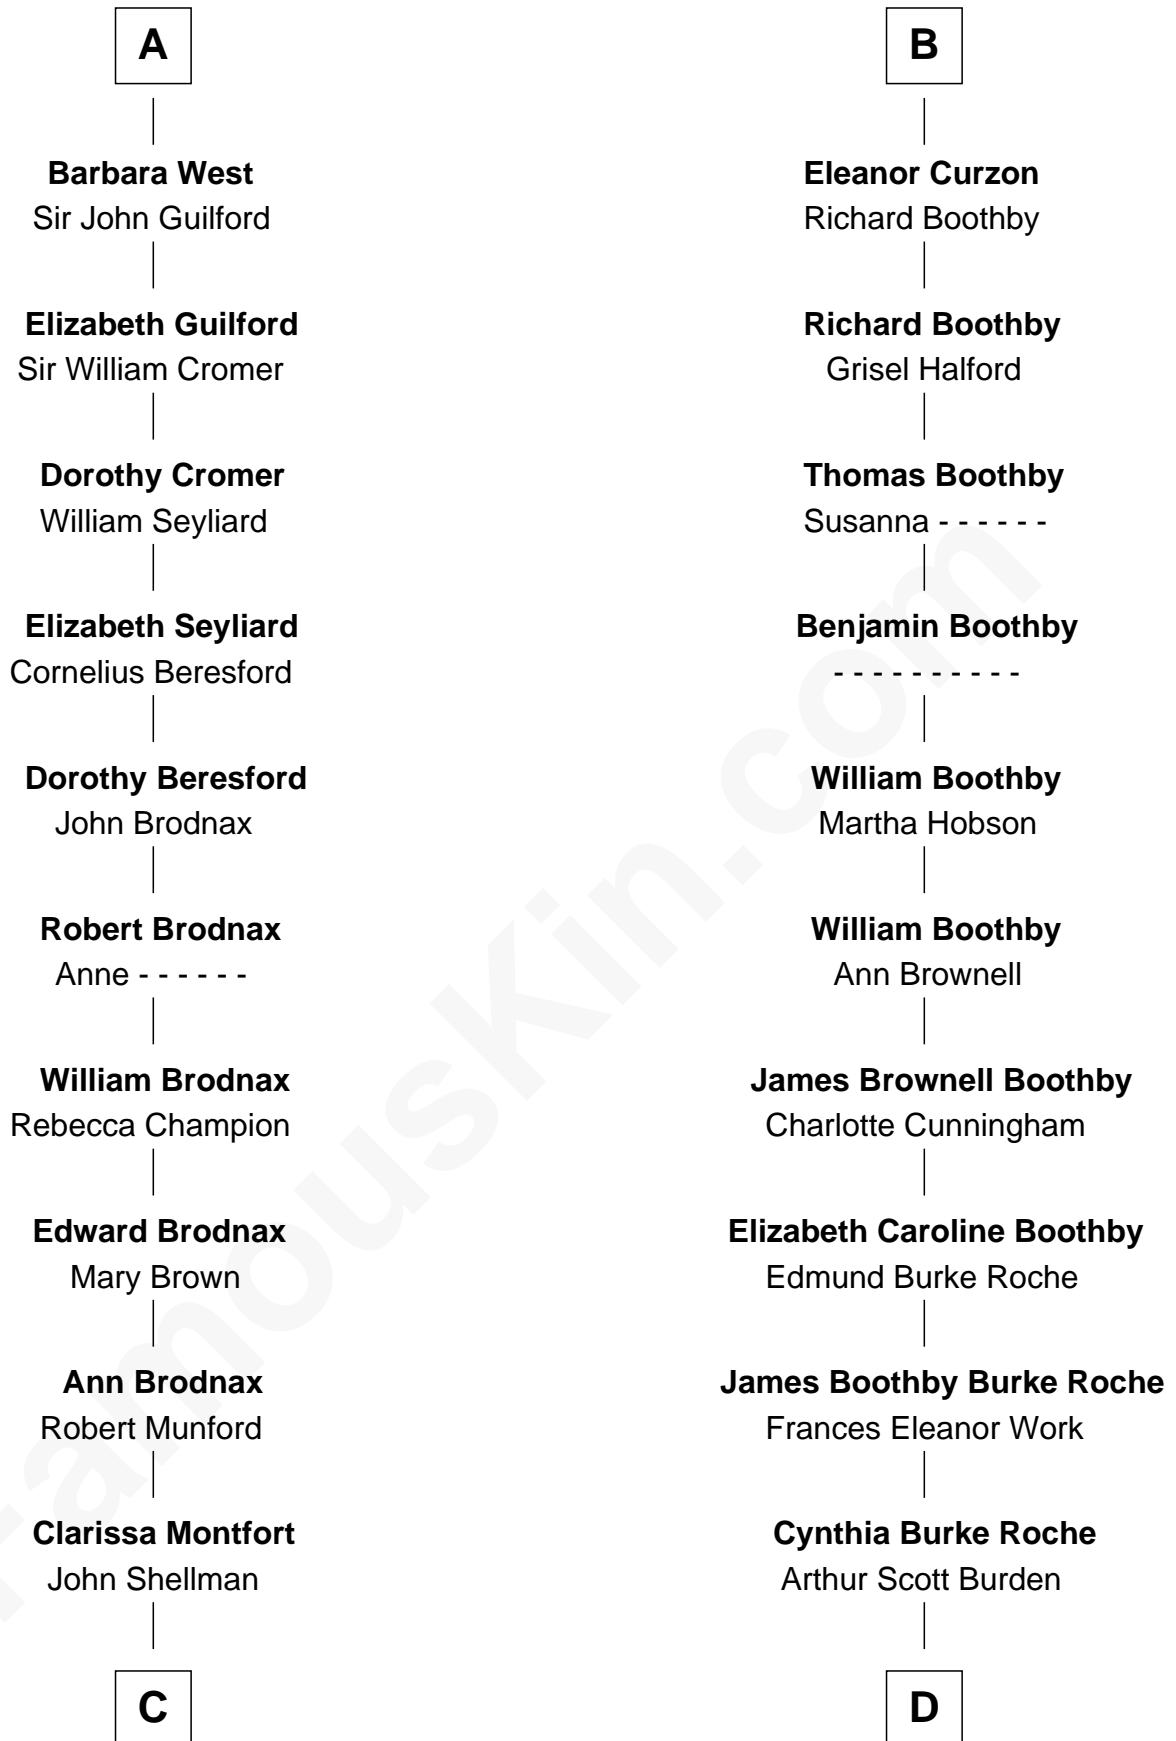 A
Barbara West
Sir John Guilford
Elizabeth Guilford
Sir William Cromer
Dorothy Cromer
William Seyliard
Elizabeth Seyliard
Cornelius Beresford
Dorothy Beresford
John Brodnax
Robert Brodnax
Anne - - - - - -
William Brodnax
Rebecca Champion
Edward Brodnax
Mary Brown
Ann Brodnax
Robert Munford
Clarissa Montfort
John Shellman
C
B
Eleanor Curzon
Richard Boothby
Richard Boothby
Grisel Halford
Thomas Boothby
Susanna - - - - - -
Benjamin Boothby
- - - - - - - - - -
William Boothby
Martha Hobson
William Boothby
Ann Brownell
James Brownell Boothby
Charlotte Cunningham
Elizabeth Caroline Boothby
Edmund Burke Roche
James Boothby Burke Roche
Frances Eleanor Work
Cynthia Burke Roche
Arthur Scott Burden
D
FamousKin.com